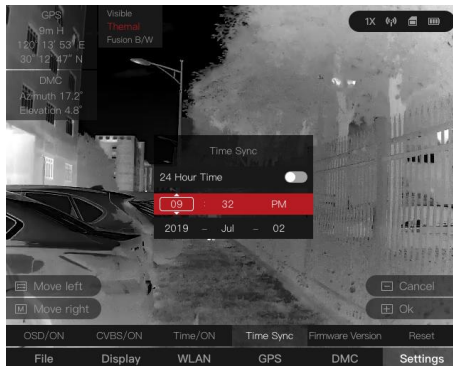 GPS
9m H
120° 13' 53" E
30° 12' 47" N
DMC
Azimuth 17.2°
Elevation 4.8°
Visible
Thermal
Fusion B/W
1X
Time Sync
24 Hour Time
09 : 32 PM
2019 – Jul – 02
Move left
M Move right
Cancel
Ok
OSD/ON CVBS/ON Time/ON Time Sync Firmware Version Reset
File Display WLAN GPS DMC Settings